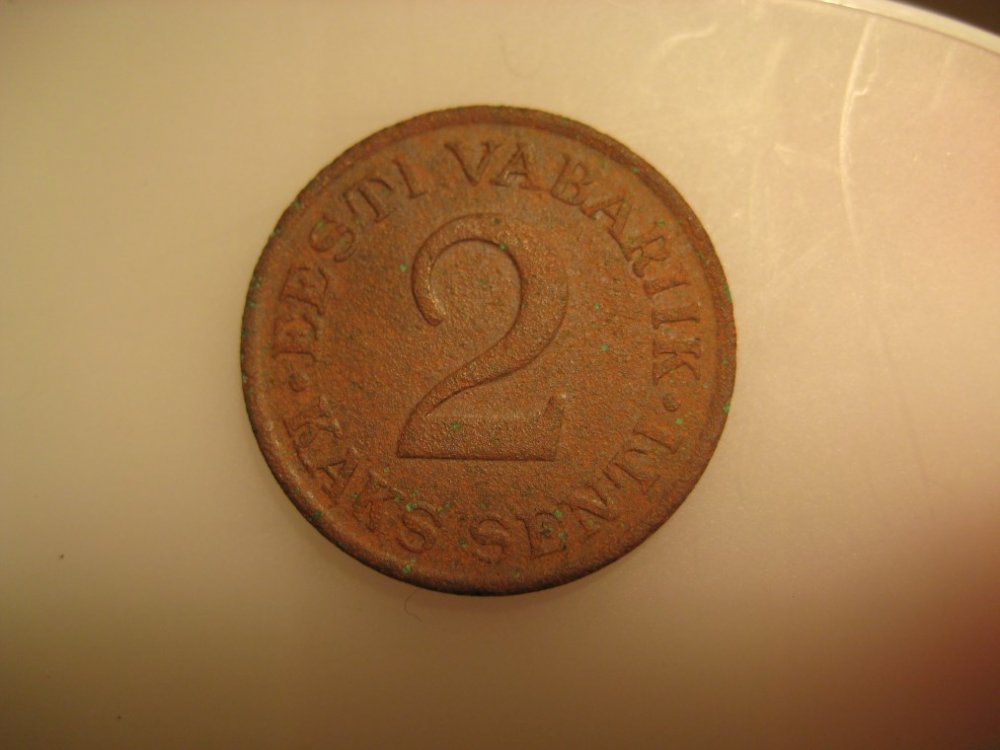 EESTI VABARIIK
2
KAKS SENTI